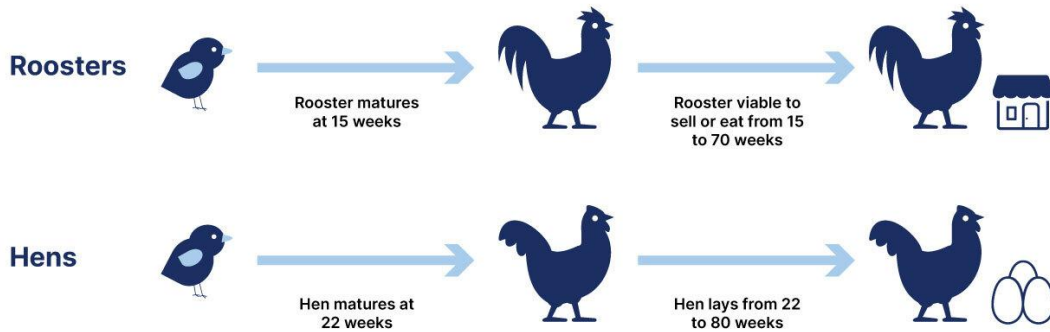 Roosters
Rooster matures
at 15 weeks
Rooster viable to
sell or eat from 15
to 70 weeks
Hens
Hen matures at
22 weeks
Hen lays from 22
to 80 weeks